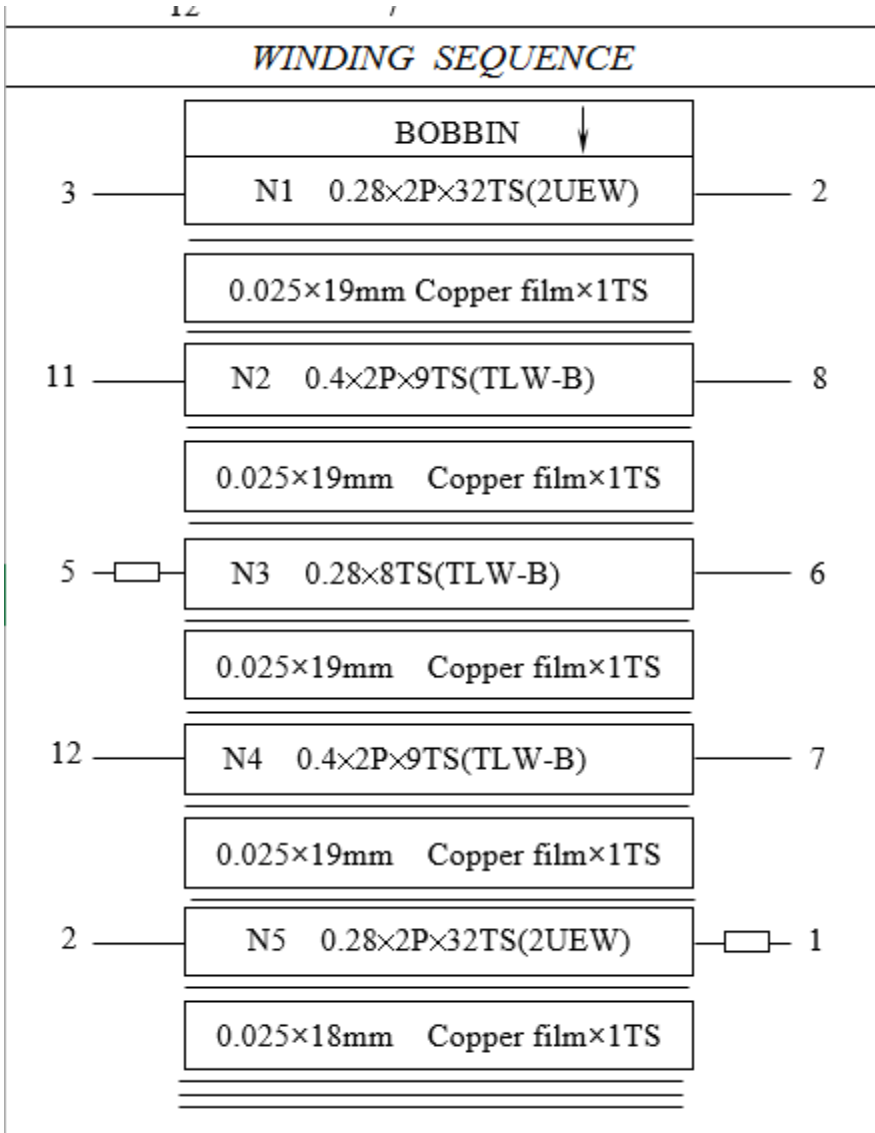 WINDING SEQUENCE
BOBBIN
3 N1 0.28×2P×32TS(2UEW) 2
0.025×19mm Copper film×1TS
11 N2 0.4×2P×9TS(TLW-B) 8
0.025×19mm Copper film×1TS
5 N3 0.28×8TS(TLW-B) 6
0.025×19mm Copper film×1TS
12 N4 0.4×2P×9TS(TLW-B) 7
0.025×19mm Copper film×1TS
2 N5 0.28×2P×32TS(2UEW) 1
0.025×18mm Copper film×1TS